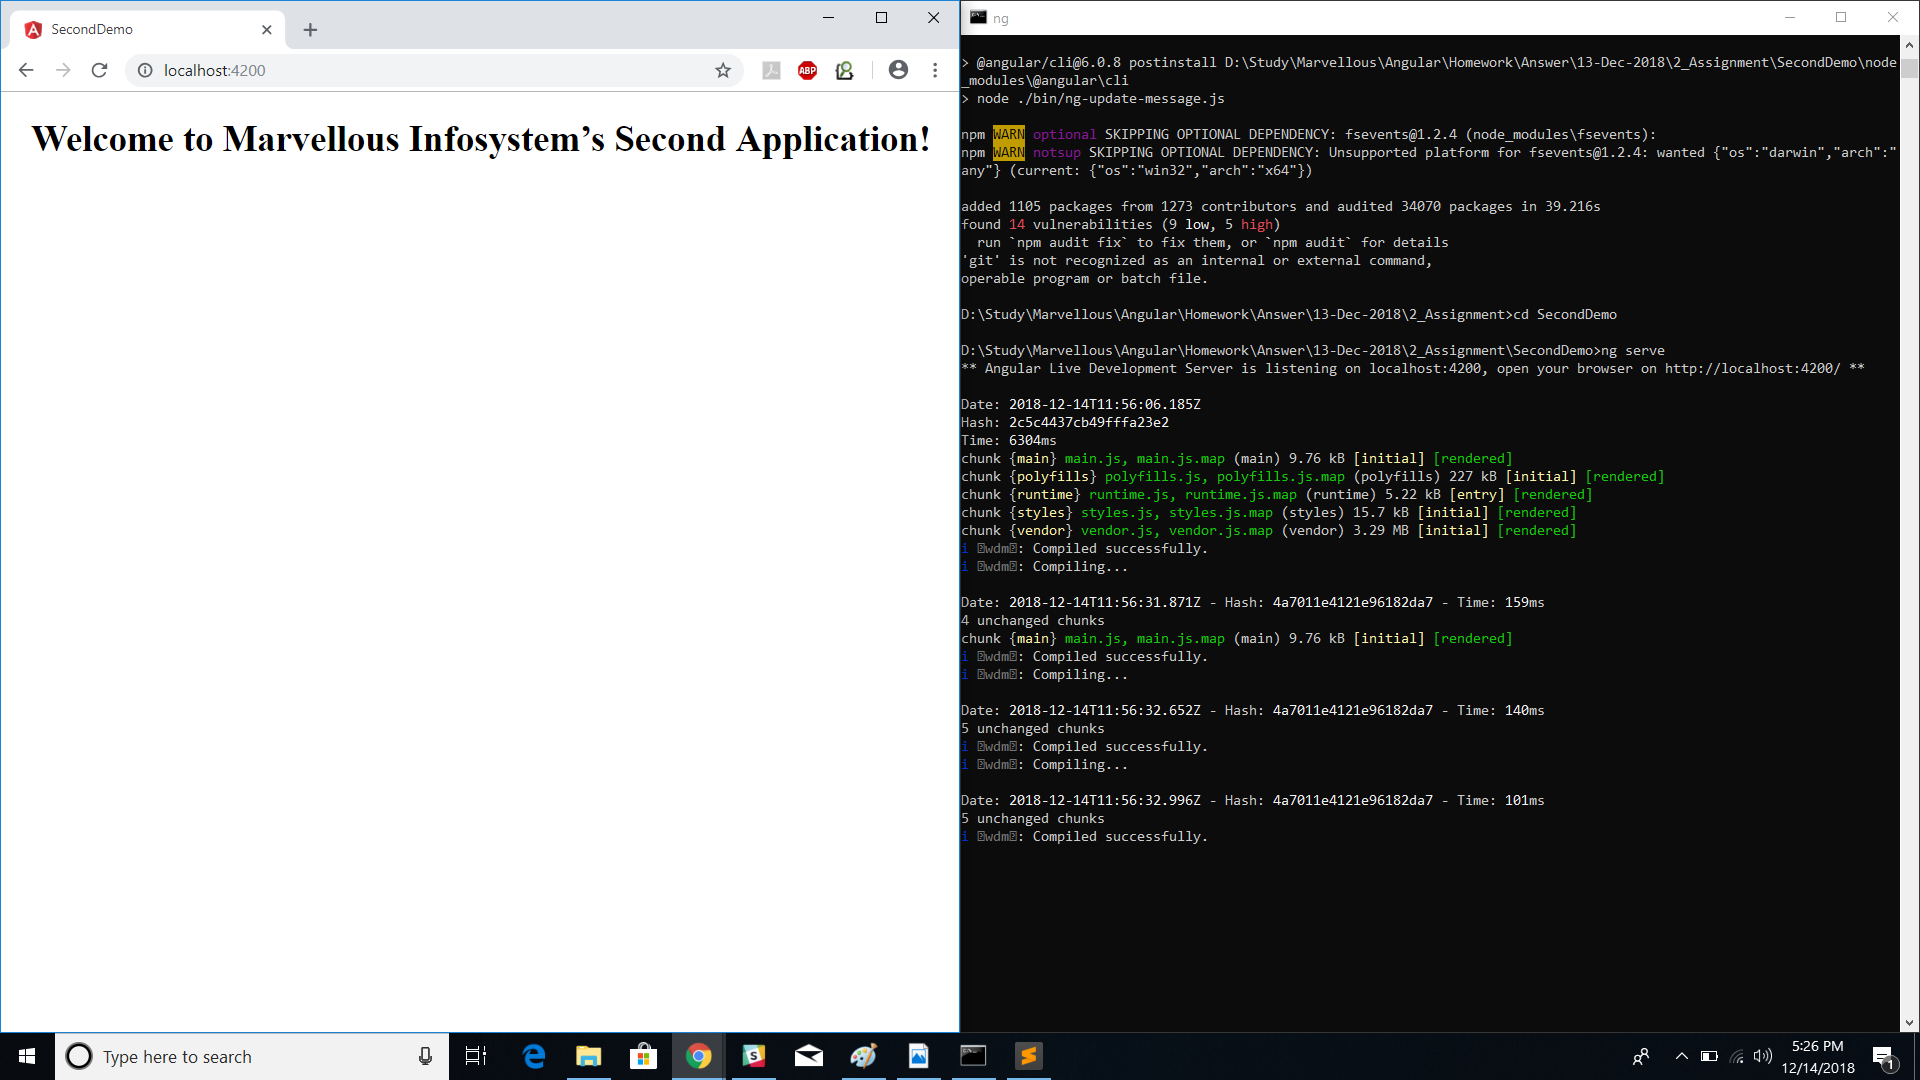 SecondDemo
localhost:4200
ABP
Welcome to Marvellous Infosystem’s Second Application!
ng
> @angular/cli@6.0.8 postinstall D:\Study\Marvellous\Angular\Homework\Answer\13-Dec-2018\2_Assignment\SecondDemo\node
_modules\@angular\cli
> node ./bin/ng-update-message.js
npm WARN optional SKIPPING OPTIONAL DEPENDENCY: fsevents@1.2.4 (node_modules\fsevents):
npm WARN notsup SKIPPING OPTIONAL DEPENDENCY: Unsupported platform for fsevents@1.2.4: wanted {"os":"darwin","arch":"
any"} (current: {"os":"win32","arch":"x64"})
added 1105 packages from 1273 contributors and audited 34070 packages in 39.216s
found 14 vulnerabilities (9 low, 5 high)
run `npm audit fix` to fix them, or `npm audit` for details
'git' is not recognized as an internal or external command,
operable program or batch file.
D:\Study\Marvellous\Angular\Homework\Answer\13-Dec-2018\2_Assignment>cd SecondDemo
D:\Study\Marvellous\Angular\Homework\Answer\13-Dec-2018\2_Assignment\SecondDemo>ng serve
** Angular Live Development Server is listening on localhost:4200, open your browser on http://localhost:4200/ **
Date: 2018-12-14T11:56:06.185Z
Hash: 2c5c4437cb49fffa23e2
Time: 6304ms
chunk {main} main.js, main.js.map (main) 9.76 kB [initial] [rendered]
chunk {polyfills} polyfills.js, polyfills.js.map (polyfills) 227 kB [initial] [rendered]
chunk {runtime} runtime.js, runtime.js.map (runtime) 5.22 kB [entry] [rendered]
chunk {styles} styles.js, styles.js.map (styles) 15.7 kB [initial] [rendered]
chunk {vendor} vendor.js, vendor.js.map (vendor) 3.29 MB [initial] [rendered]
i wdm: Compiled successfully.
i wdm: Compiling...
Date: 2018-12-14T11:56:31.871Z - Hash: 4a7011e4121e96182da7 - Time: 159ms
4 unchanged chunks
chunk {main} main.js, main.js.map (main) 9.76 kB [initial] [rendered]
i wdm: Compiled successfully.
i wdm: Compiling...
Date: 2018-12-14T11:56:32.652Z - Hash: 4a7011e4121e96182da7 - Time: 140ms
5 unchanged chunks
i wdm: Compiled successfully.
i wdm: Compiling...
Date: 2018-12-14T11:56:32.996Z - Hash: 4a7011e4121e96182da7 - Time: 101ms
5 unchanged chunks
i wdm: Compiled successfully.
Type here to search
5:26 PM
12/14/2018
1